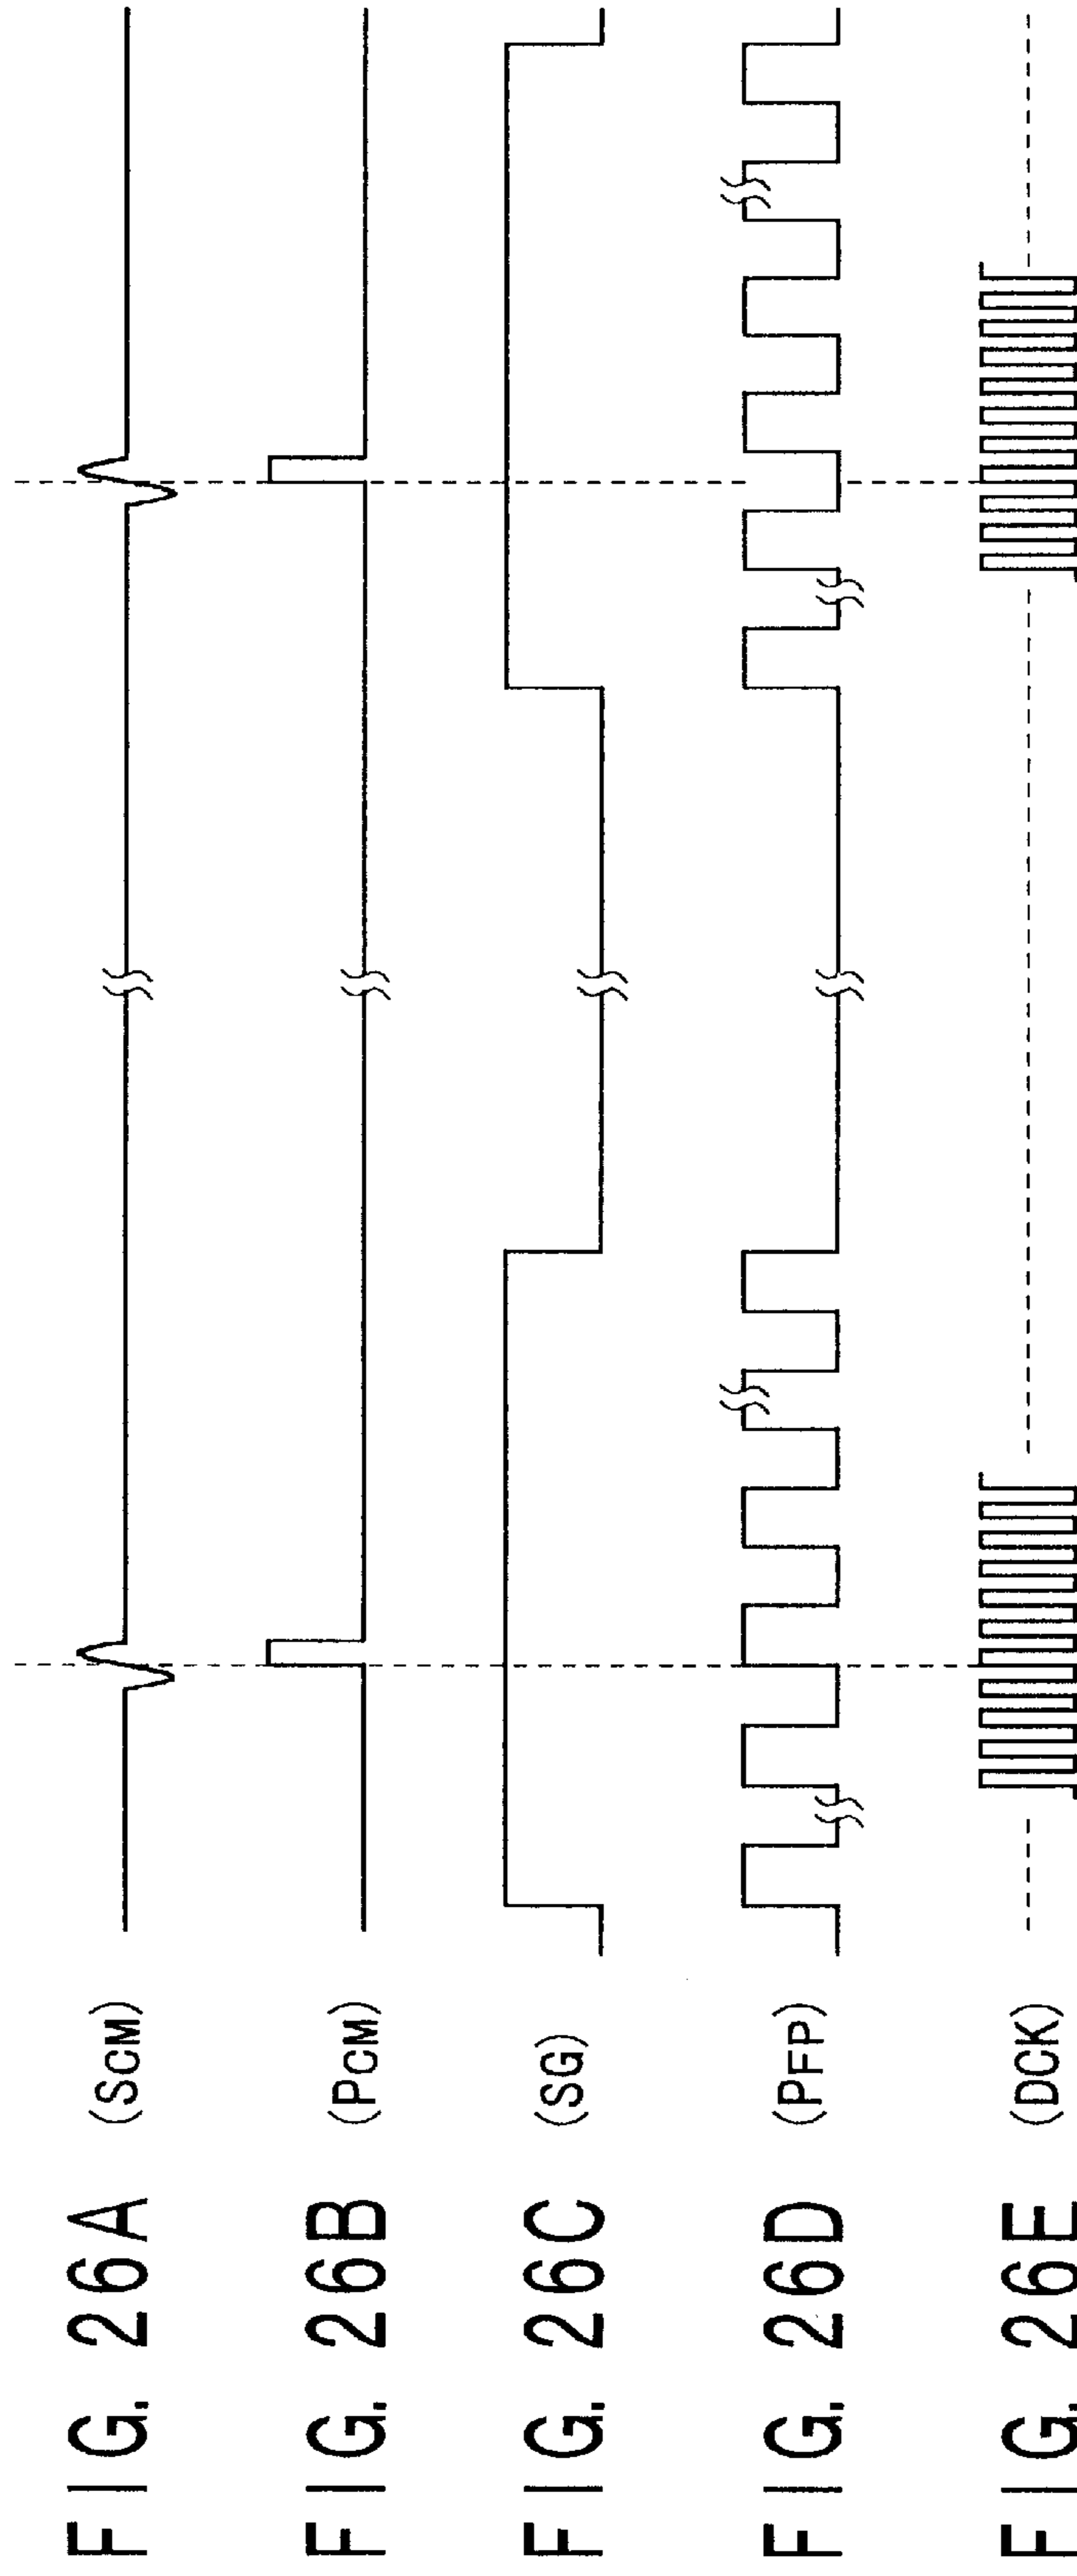 FIG. 26A (SCM)
FIG. 26B (PCM)
FIG. 26C (SG)
FIG. 26D (PFP)
FIG. 26E (DCK)